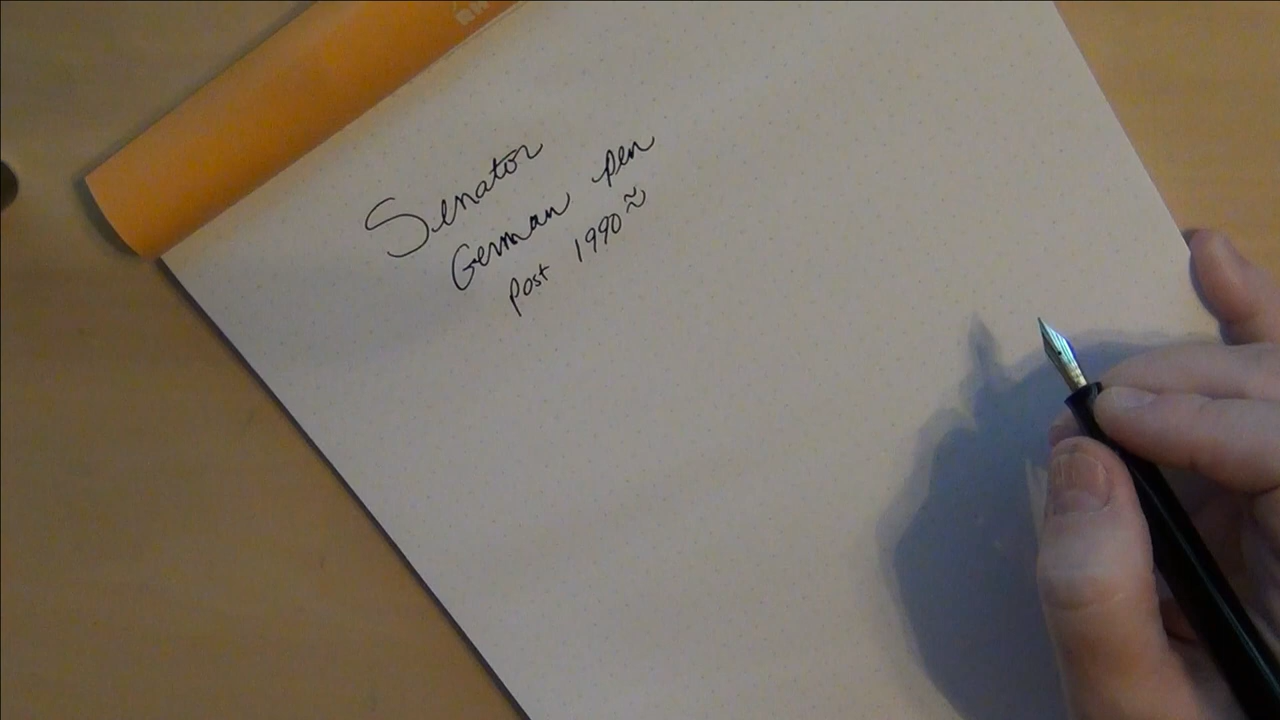 Senator
German pen
post 1990 ≈